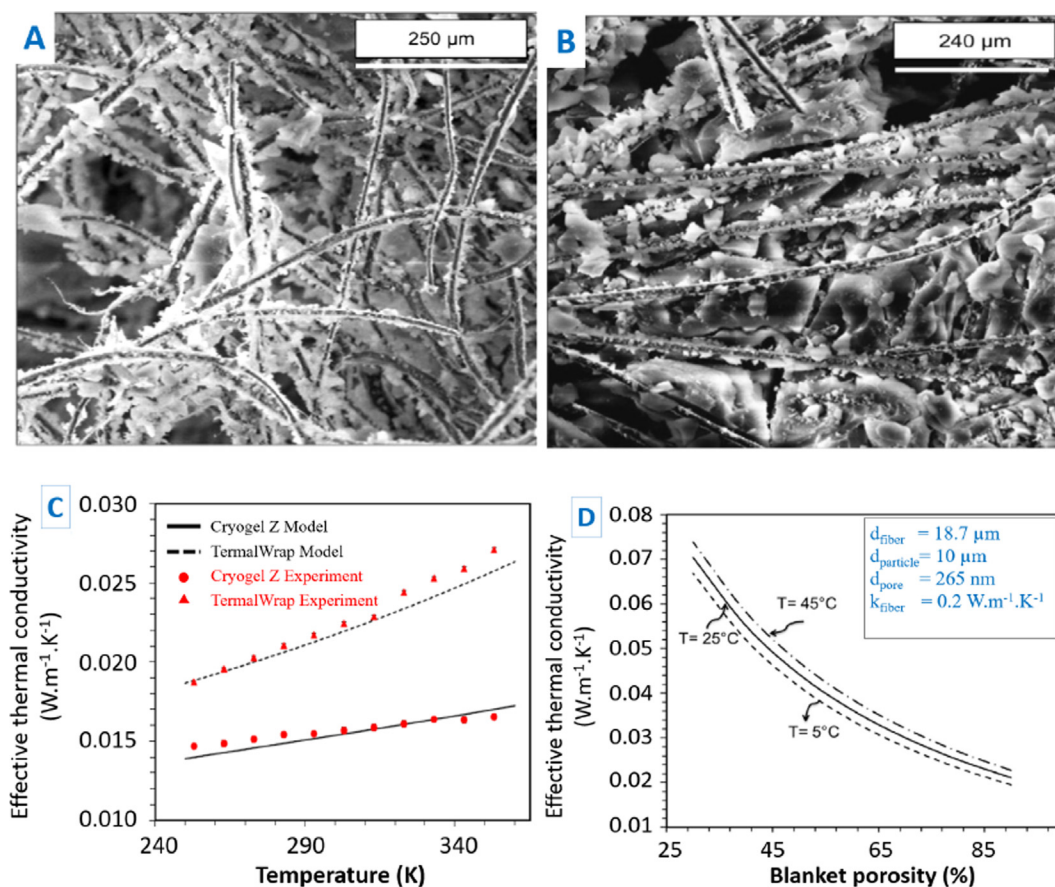 A
250 µm
B
240 µm
C
Effective thermal conductivity
(W.m⁻¹.K⁻¹)
0.030
0.025
0.020
0.015
0.010
Cryogel Z Model
TermalWrap Model
Cryogel Z Experiment
TermalWrap Experiment
240
290
340
Temperature (K)
D
Effective thermal conductivity
(W.m⁻¹.K⁻¹)
0.08
0.07
0.06
0.05
0.04
0.03
0.02
0.01
d_fiber = 18.7 µm
d_particle = 10 µm
d_pore = 265 nm
k_fiber = 0.2 W.m⁻¹.K⁻¹
T= 45°C
T= 25°C
T= 5°C
25
45
65
85
Blanket porosity (%)